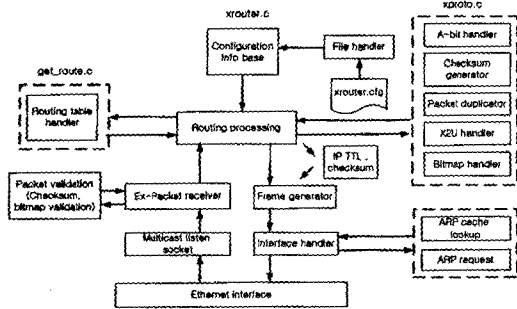 xrouter.c
xproto.c
Configuration
info base
File handler
A-bit handler
Checksum
generator
get_route.c
xrouter.cfg
Packet duplicator
Routing table
handler
Routing processing
X2U handler
IP TTL ,
checksum
Bitmap handler
Packet validation
(Checksum,
bitmap validation)
Ex-Packet receiver
Frame generator
ARP cache
lookup
Multicast listen
socket
Interface handler
ARP request
Ethernet interface